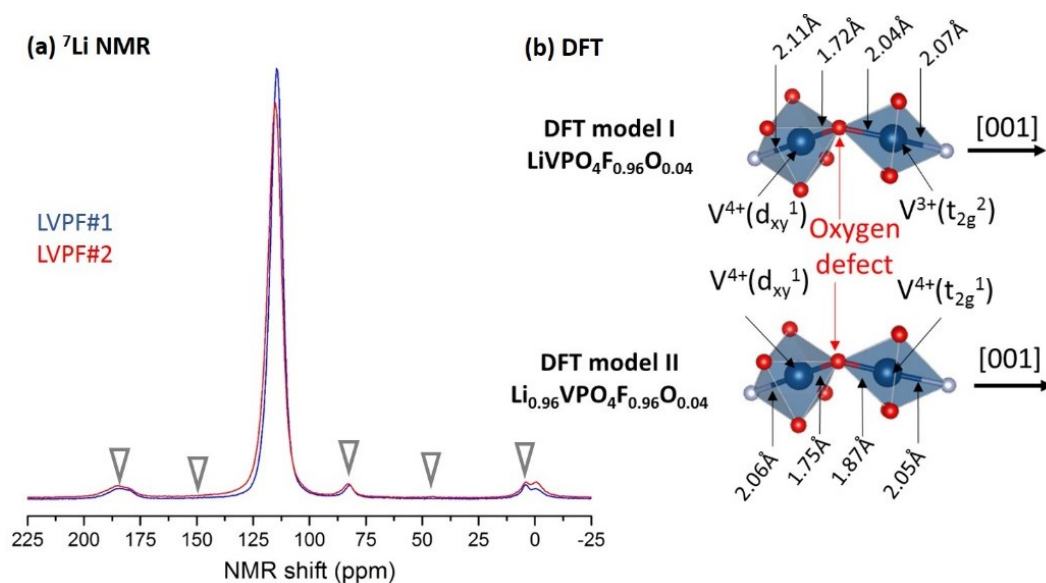 (a) ⁷Li NMR
LVPF#1
LVPF#2
225 200 175 150 125 100 75 50 25 0 -25
NMR shift (ppm)
(b) DFT
2.11Å 1.72Å 2.04Å 2.07Å
DFT model I
LiVPO₄F₀.₉₆O₀.₀₄
[001]
V⁴⁺(dxy¹) V³⁺(t₂g²)
Oxygen
defect
V⁴⁺(dxy¹) V⁴⁺(t₂g¹)
DFT model II
Li₀.₉₆VPO₄F₀.₉₆O₀.₀₄
[001]
2.06Å 1.75Å 1.87Å 2.05Å